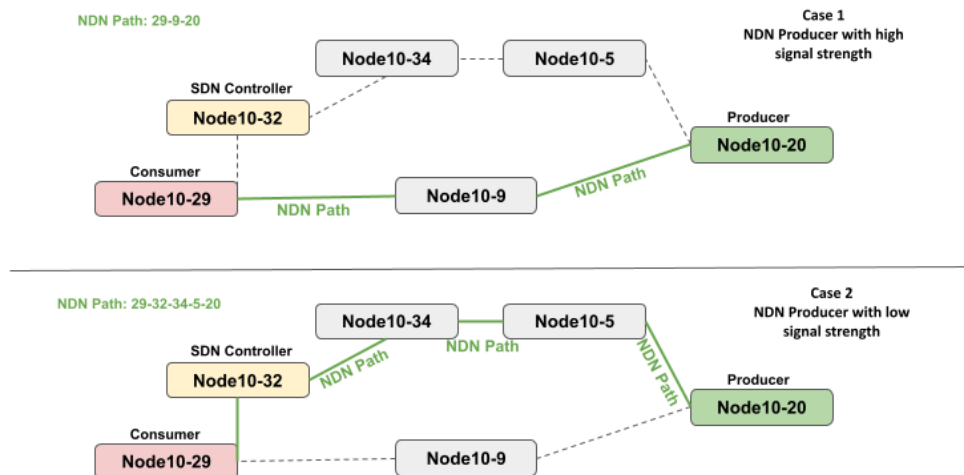 NDN Path: 29-9-20
Case 1
NDN Producer with high
signal strength
Node10-34
Node10-5
SDN Controller
Node10-32
Producer
Node10-20
Consumer
Node10-29
NDN Path
Node10-9
NDN Path
NDN Path: 29-32-34-5-20
Case 2
NDN Producer with low
signal strength
Node10-34
Node10-5
NDN Path
NDN Path
NDN Path
SDN Controller
Node10-32
Producer
Node10-20
Consumer
Node10-29
Node10-9